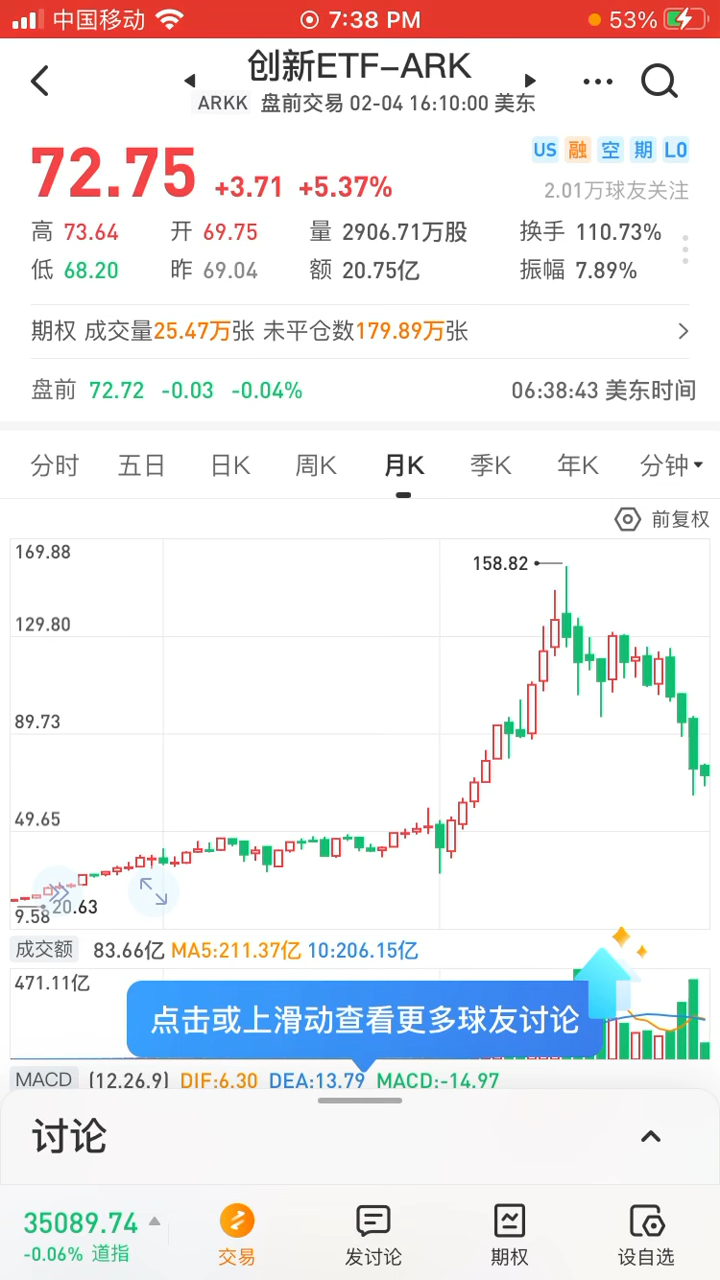 中国移动 7:38 PM 53%
创新ETF-ARK
ARKK 盘前交易 02-04 16:10:00 美东
72.75 +3.71 +5.37%
US 融 空 期 L0
2.01万球友关注
高 73.64 开 69.75 量 2906.71万股 换手 110.73%
低 68.20 昨 69.04 额 20.75亿 振幅 7.89%
期权 成交量25.47万张 未平仓数179.89万张
盘前 72.72 -0.03 -0.04% 06:38:43 美东时间
分时 五日 日K 周K 月K 季K 年K 分钟
前复权
169.88
158.82
129.80
89.73
49.65
20.63
9.58
成交额 83.66亿 MA5:211.37亿 10:206.15亿
471.11亿
点击或上滑动查看更多球友讨论
MACD (12.26.9) DIF:6.30 DEA:13.79 MACD:-14.97
讨论
35089.74
-0.06% 道指
交易 发讨论 期权 设自选